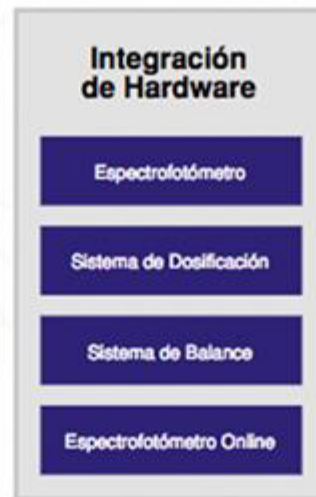 Integración
de Hardware
Espectrofotómetro
Sistema de Dosificación
Sistema de Balance
Espectrofotómetro Online